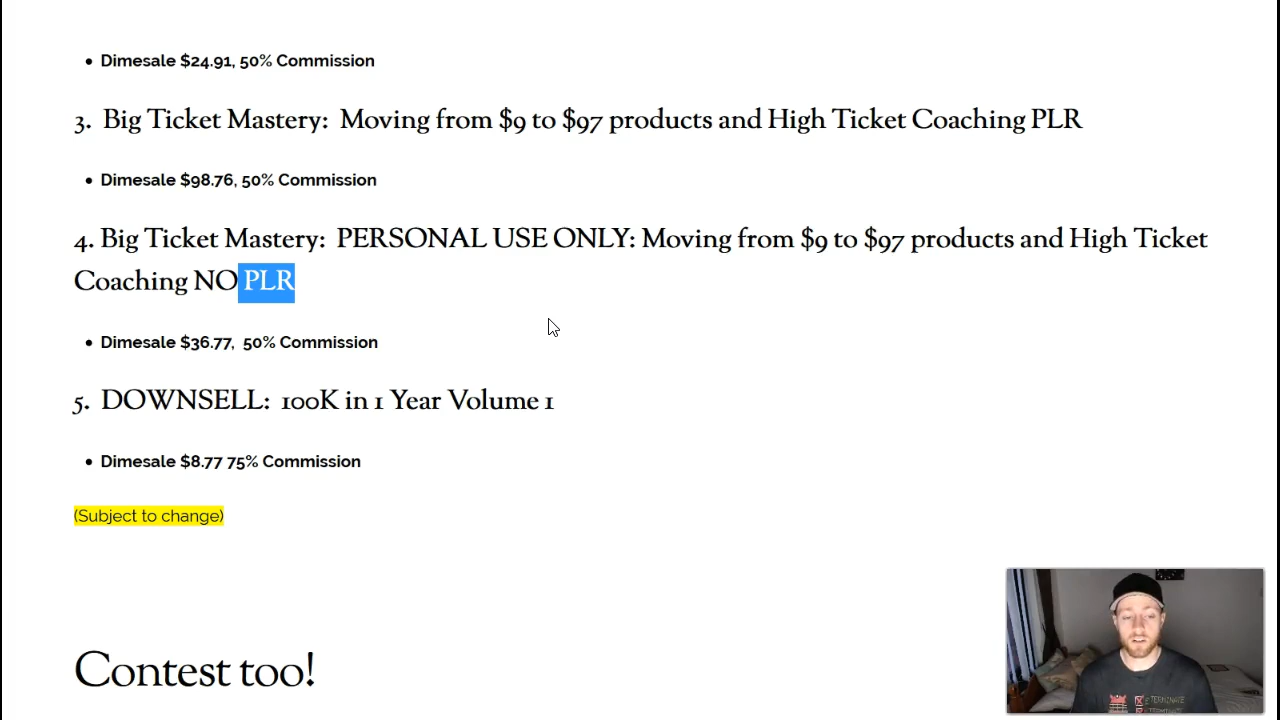 Dimesale $24.91, 50% Commission
3. Big Ticket Mastery: Moving from $9 to $97 products and High Ticket Coaching PLR
Dimesale $98.76, 50% Commission
4. Big Ticket Mastery: PERSONAL USE ONLY: Moving from $9 to $97 products and High Ticket
Coaching NO PLR
Dimesale $36.77, 50% Commission
5. DOWNSELL: 100K in 1 Year Volume 1
Dimesale $8.77 75% Commission
(Subject to change)
Contest too!